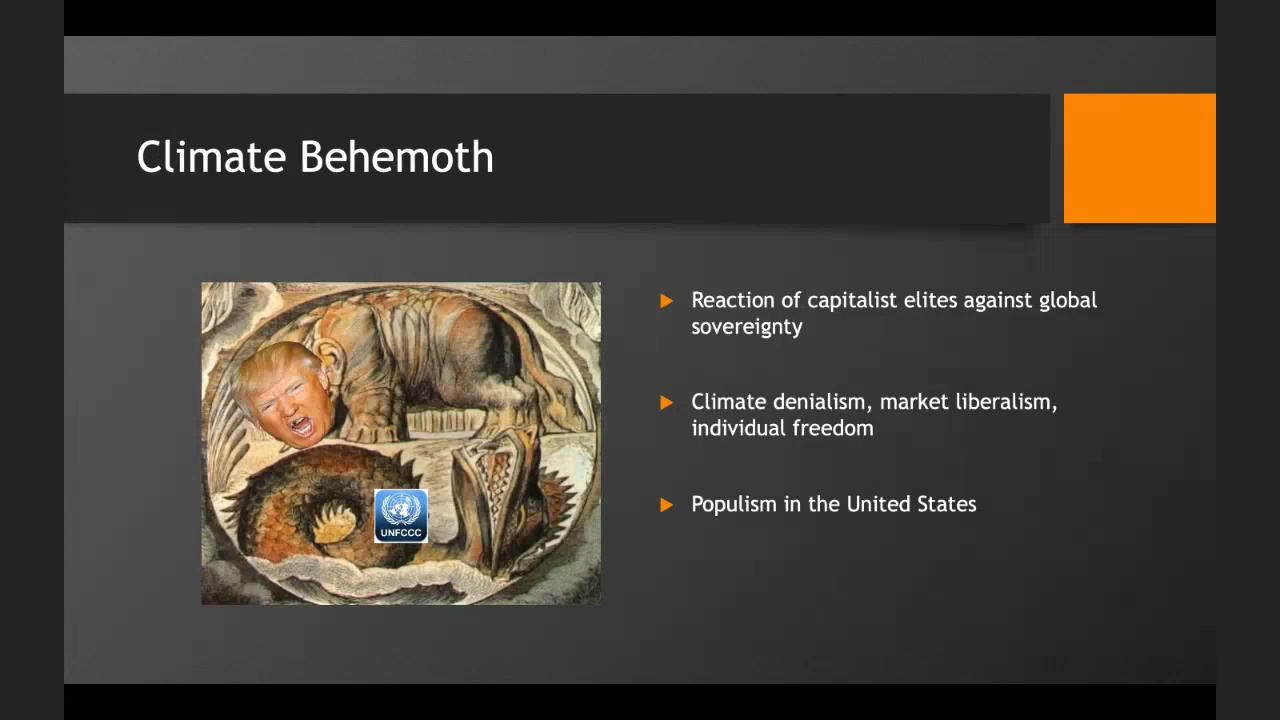 Climate Behemoth
Reaction of capitalist elites against global
sovereignty
Climate denialism, market liberalism,
individual freedom
Populism in the United States
UNFCCC